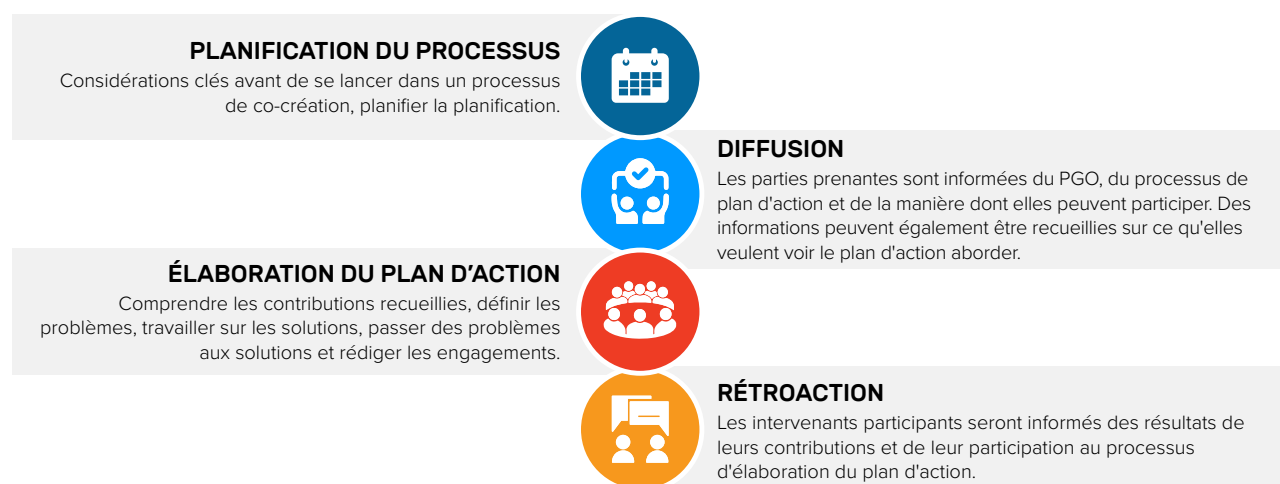 PLANIFICATION DU PROCESSUS
Considérations clés avant de se lancer dans un processus
de co-création, planifier la planification.
DIFFUSION
Les parties prenantes sont informées du PGO, du processus de
plan d'action et de la manière dont elles peuvent participer. Des
informations peuvent également être recueillies sur ce qu'elles
veulent voir le plan d'action aborder.
ÉLABORATION DU PLAN D'ACTION
Comprendre les contributions recueillies, définir les
problèmes, travailler sur les solutions, passer des problèmes
aux solutions et rédiger les engagements.
RÉTROACTION
Les intervenants participants seront informés des résultats de
leurs contributions et de leur participation au processus
d'élaboration du plan d'action.